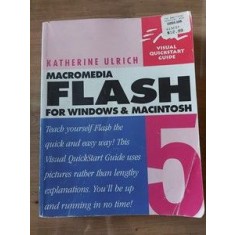 VISUAL
QUICKSTART
GUIDE
KATHERINE ULRICH
MACROMEDIA
FLASH
FOR WINDOWS & MACINTOSH
5
Teach yourself Flash the
quick and easy way! This
Visual QuickStart Guide uses
pictures rather than lengthy
explanations. You'll be up
and running in no time!